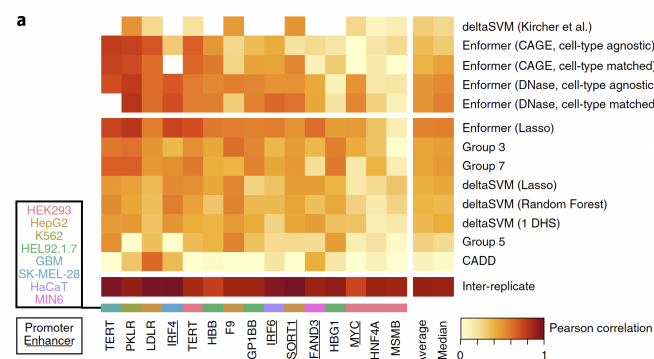 a
deltaSVM (Kircher et al.)
Enformer (CAGE, cell-type agnostic)
Enformer (CAGE, cell-type matched)
Enformer (DNase, cell-type agnostic
Enformer (DNase, cell-type matched
Enformer (Lasso)
Group 3
Group 7
deltaSVM (Lasso)
deltaSVM (Random Forest)
deltaSVM (1 DHS)
Group 5
CADD
Inter-replicate
HEK293
HepG2
K562
HEL92.1.7
GBM
SK-MEL-28
HaCaT
MIN6
Promoter
Enhancer
TERT
PKLR
LDLR
IRF4
TERT
HBB
F9
GP1BB
IRF6
SORT1
FAND3
HBG1
MYC
HNF4A
MSMB
Average
Median
Pearson correlation
0
1